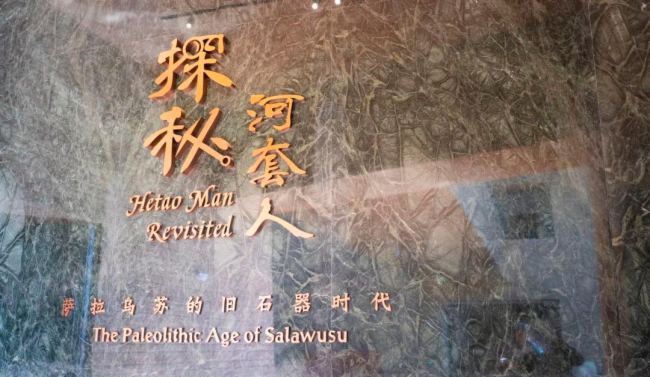 探秘
河套人
Hetao Man
Revisited
萨拉乌苏的旧石器时代
The Paleolithic Age of Salawusu